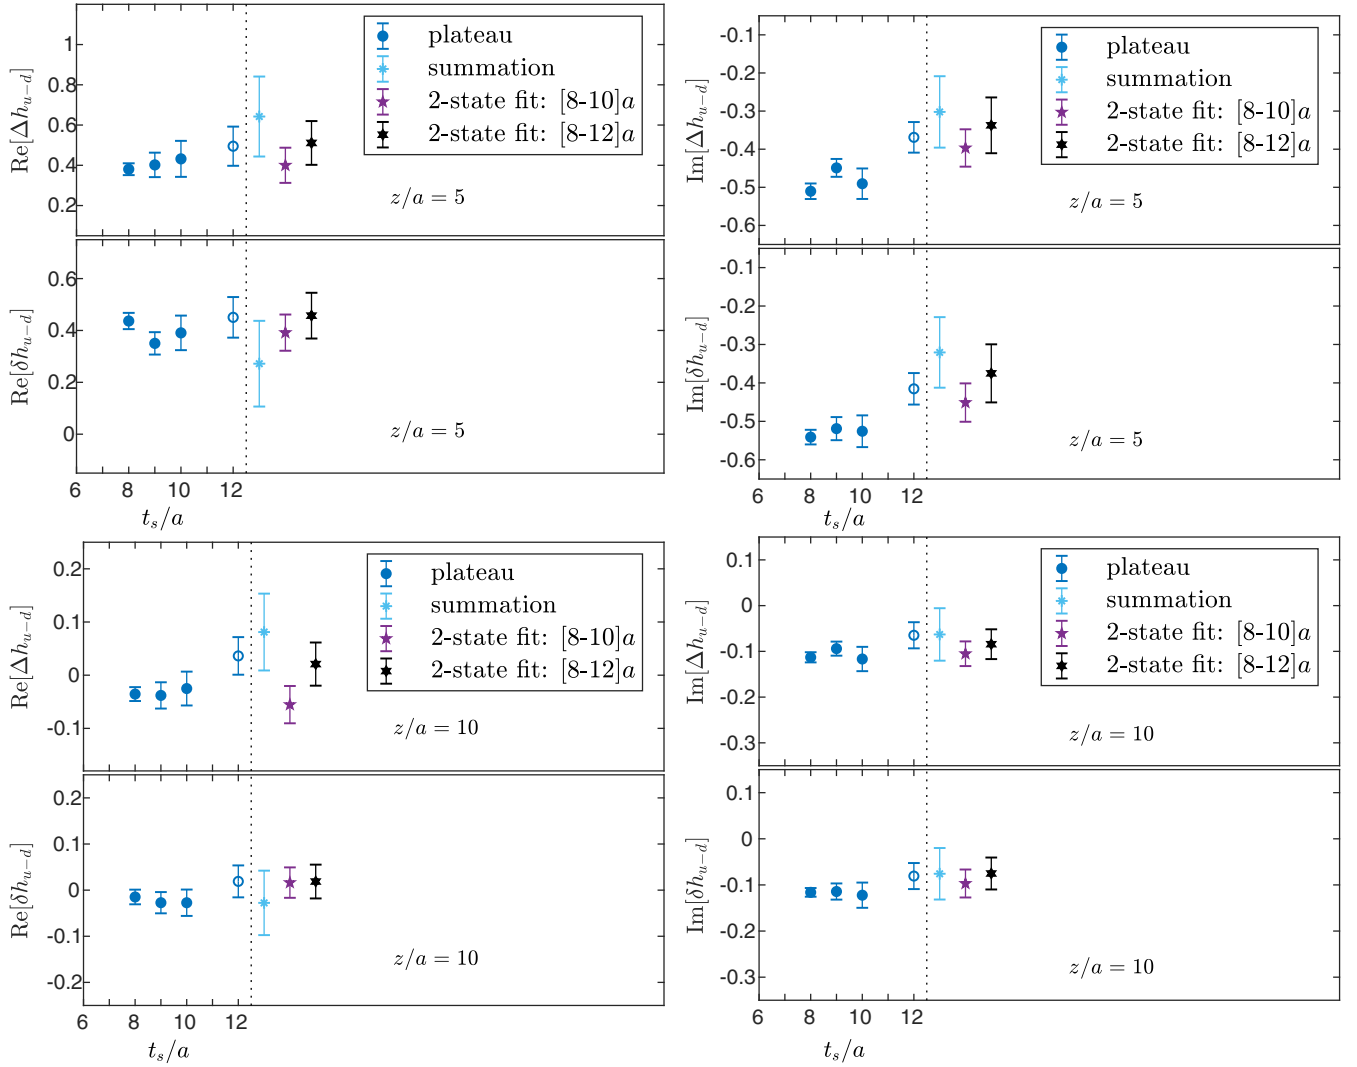 Re[Δh_{u−d}]
1
0.8
0.6
0.4
0.2
plateau
summation
2-state fit: [8-10]a
2-state fit: [8-12]a
z/a = 5
Re[δh_{u−d}]
0.6
0.4
0.2
0
z/a = 5
6 8 10 12
t_s/a
Im[Δh_{u−d}]
-0.1
-0.2
-0.3
-0.4
-0.5
-0.6
plateau
summation
2-state fit: [8-10]a
2-state fit: [8-12]a
z/a = 5
Im[δh_{u−d}]
-0.1
-0.2
-0.3
-0.4
-0.5
-0.6
z/a = 5
6 8 10 12
t_s/a
Re[Δh_{u−d}]
0.2
0.1
0
-0.1
plateau
summation
2-state fit: [8-10]a
2-state fit: [8-12]a
z/a = 10
Re[δh_{u−d}]
0.2
0.1
0
-0.1
-0.2
z/a = 10
6 8 10 12
t_s/a
Im[Δh_{u−d}]
0.1
0
-0.1
-0.2
-0.3
plateau
summation
2-state fit: [8-10]a
2-state fit: [8-12]a
z/a = 10
Im[δh_{u−d}]
0.1
0
-0.1
-0.2
-0.3
z/a = 10
6 8 10 12
t_s/a